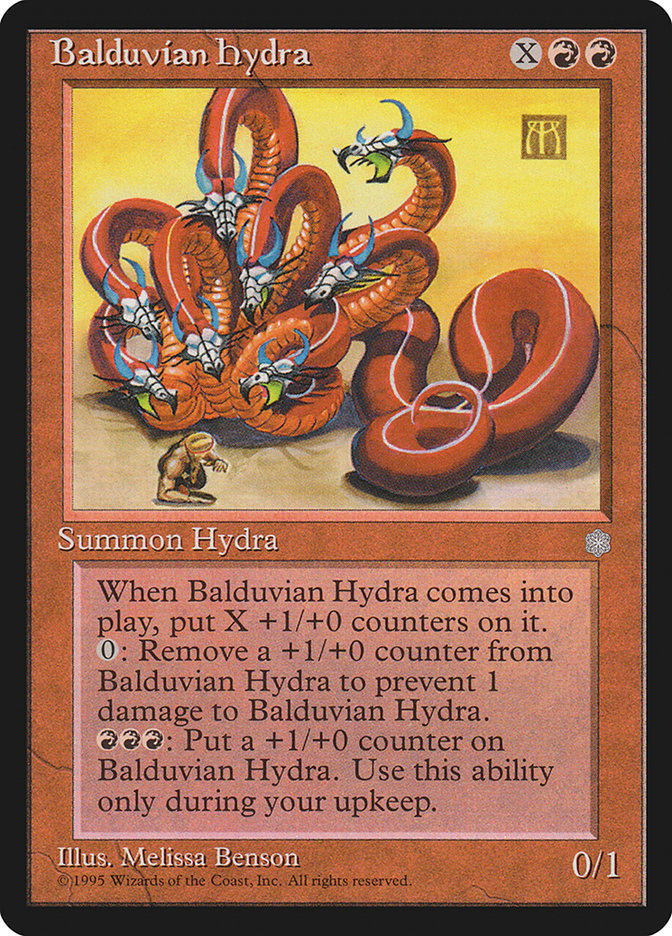 Balduvian Hydra X
Summon Hydra
When Balduvian Hydra comes into
play, put X +1/+0 counters on it.
0: Remove a +1/+0 counter from
Balduvian Hydra to prevent 1
damage to Balduvian Hydra.
: Put a +1/+0 counter on
Balduvian Hydra. Use this ability
only during your upkeep.
Illus. Melissa Benson
0/1
©1995 Wizards of the Coast, Inc. All rights reserved.